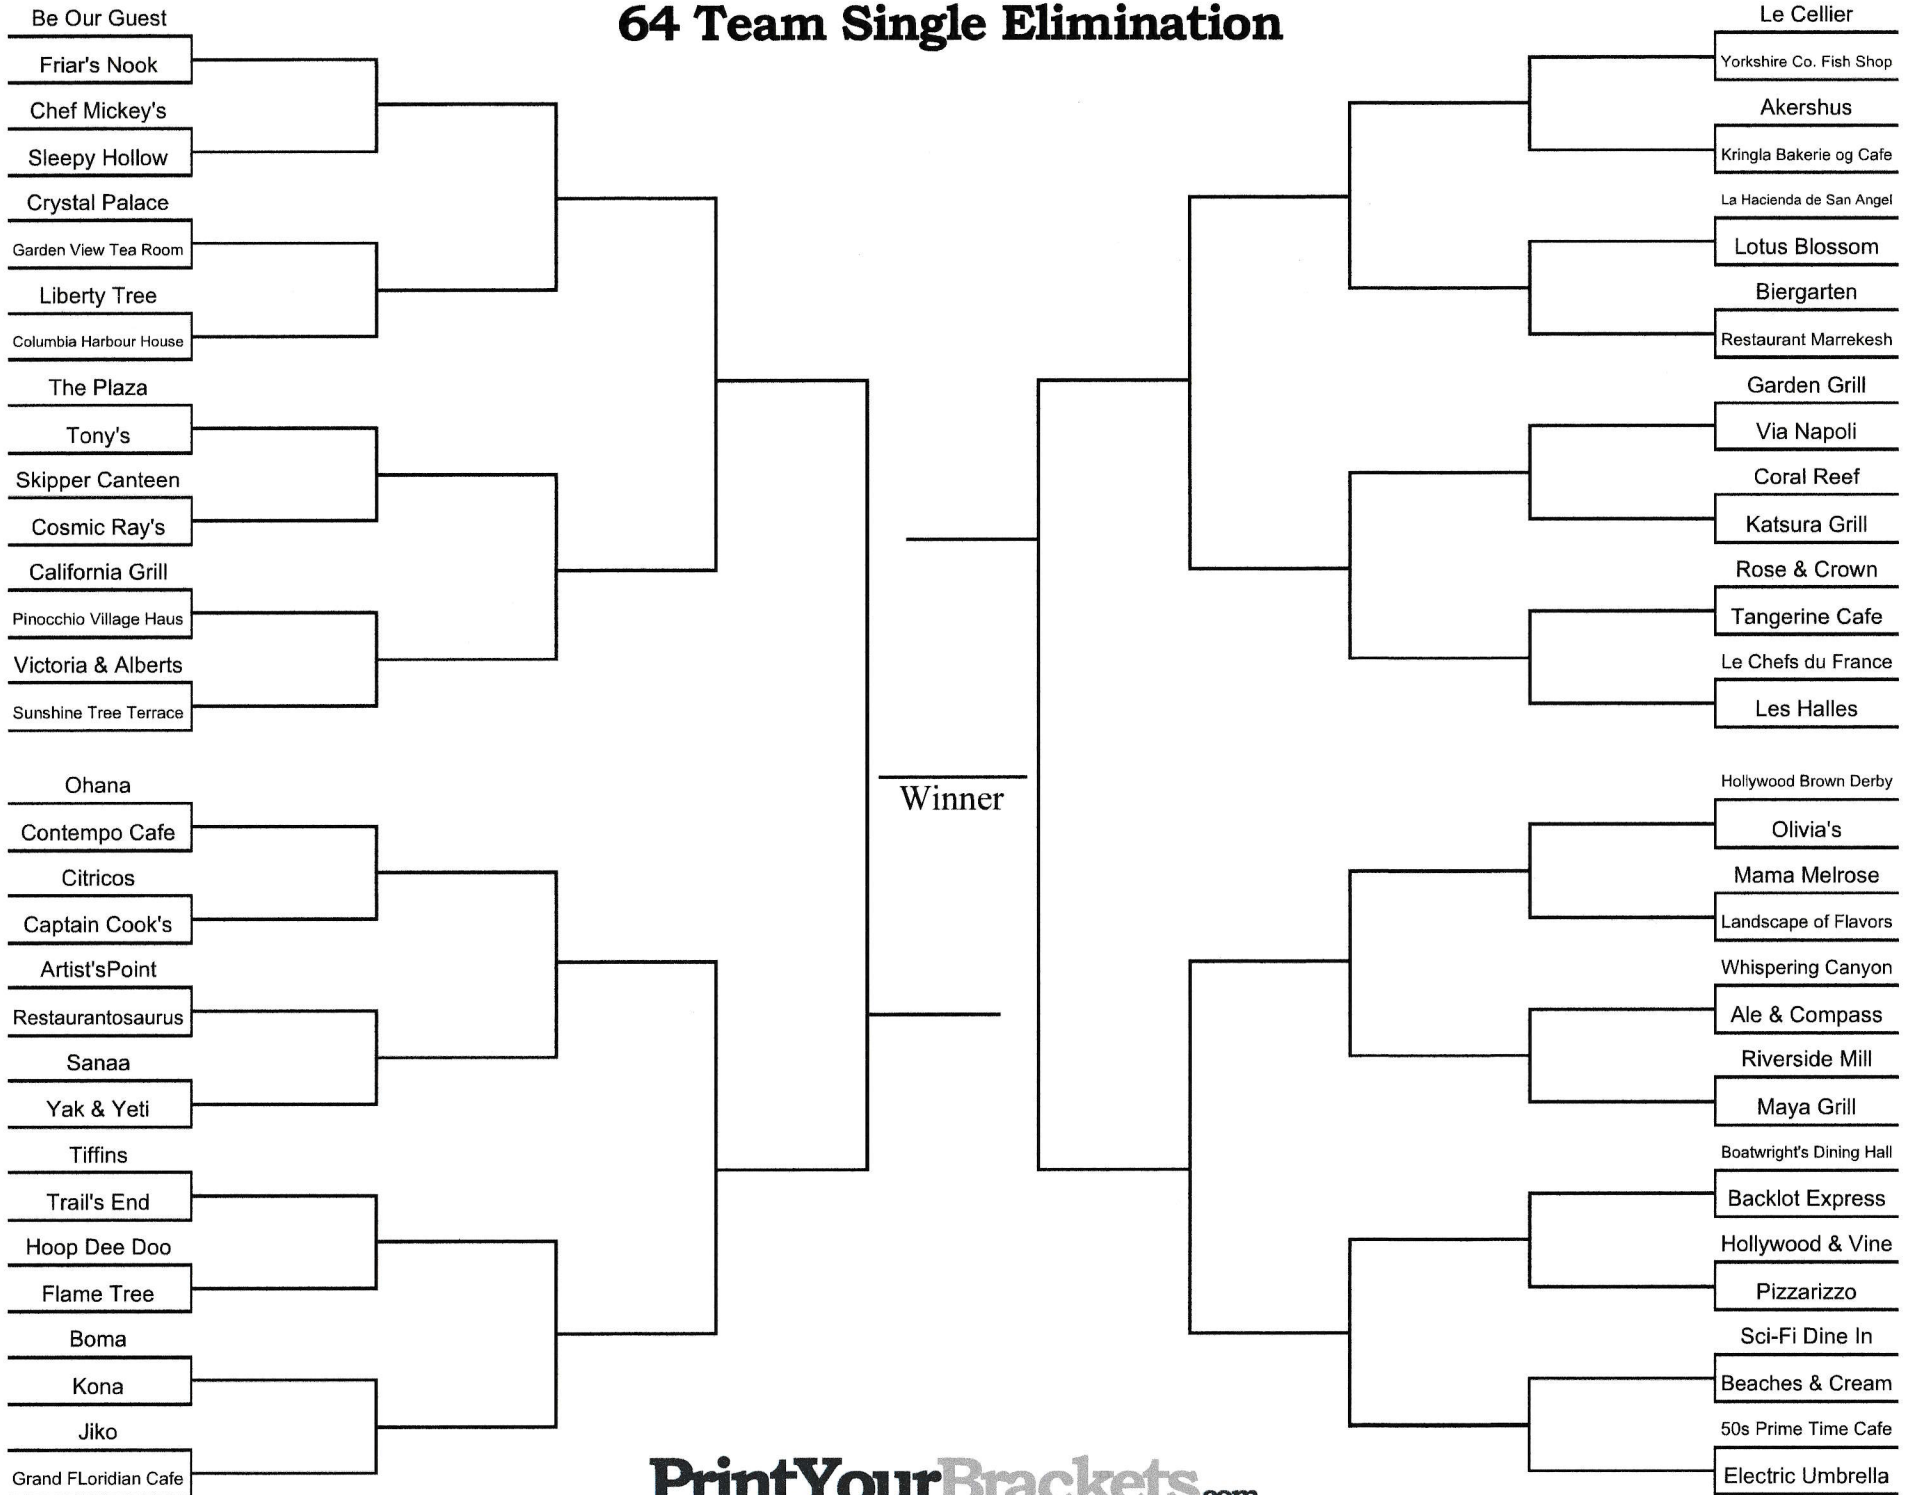 64 Team Single Elimination
Be Our Guest
Friar's Nook
Chef Mickey's
Sleepy Hollow
Crystal Palace
Garden View Tea Room
Liberty Tree
Columbia Harbour House
The Plaza
Tony's
Skipper Canteen
Cosmic Ray's
California Grill
Pinocchio Village Haus
Victoria & Alberts
Sunshine Tree Terrace
Ohana
Contempo Cafe
Citricos
Captain Cook's
Artist'sPoint
Restaurantosaurus
Sanaa
Yak & Yeti
Tiffins
Trail's End
Hoop Dee Doo
Flame Tree
Boma
Kona
Jiko
Grand FLoridian Cafe
Winner
Le Cellier
Yorkshire Co. Fish Shop
Akershus
Kringla Bakerie og Cafe
La Hacienda de San Angel
Lotus Blossom
Biergarten
Restaurant Marrekesh
Garden Grill
Via Napoli
Coral Reef
Katsura Grill
Rose & Crown
Tangerine Cafe
Le Chefs du France
Les Halles
Hollywood Brown Derby
Olivia's
Mama Melrose
Landscape of Flavors
Whispering Canyon
Ale & Compass
Riverside Mill
Maya Grill
Boatwright's Dining Hall
Backlot Express
Hollywood & Vine
Pizzarizzo
Sci-Fi Dine In
Beaches & Cream
50s Prime Time Cafe
Electric Umbrella
PrintYourBrackets.com